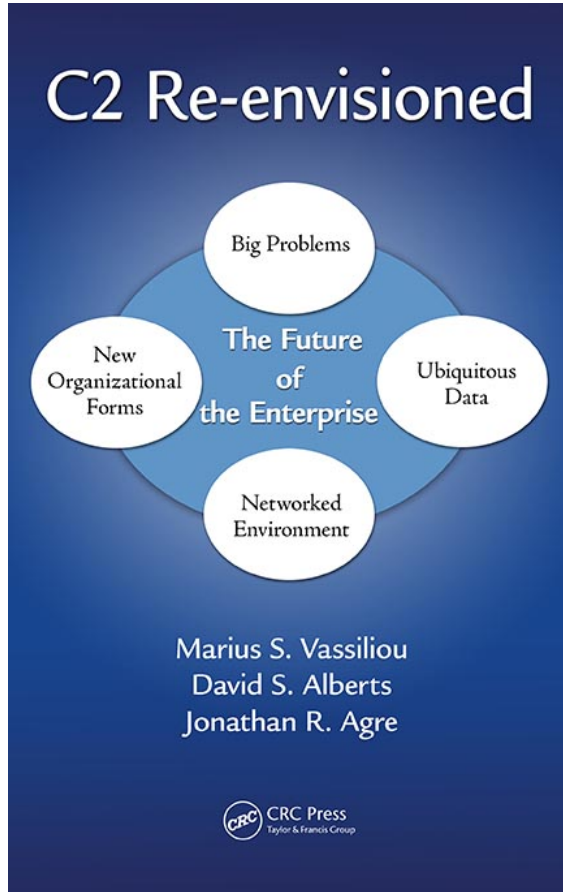 C2 Re-envisioned
Big Problems
New
Organizational
Forms
The Future
of
the Enterprise
Ubiquitous
Data
Networked
Environment
Marius S. Vassiliou
David S. Alberts
Jonathan R. Agre
CRC
CRC Press
Taylor & Francis Group